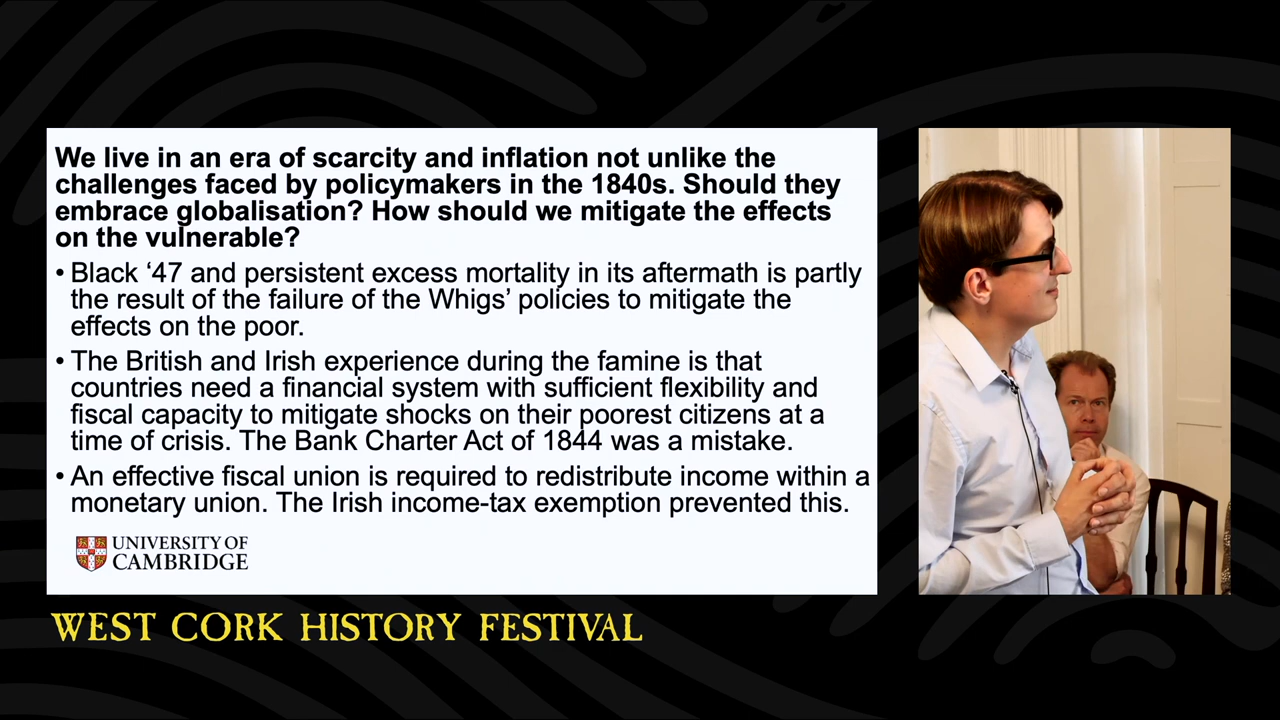 We live in an era of scarcity and inflation not unlike the
challenges faced by policymakers in the 1840s. Should they
embrace globalisation? How should we mitigate the effects
on the vulnerable?
• Black ‘47 and persistent excess mortality in its aftermath is partly
the result of the failure of the Whigs’ policies to mitigate the
effects on the poor.
• The British and Irish experience during the famine is that
countries need a financial system with sufficient flexibility and
fiscal capacity to mitigate shocks on their poorest citizens at a
time of crisis. The Bank Charter Act of 1844 was a mistake.
• An effective fiscal union is required to redistribute income within a
monetary union. The Irish income-tax exemption prevented this.
UNIVERSITY OF
CAMBRIDGE
WEST CORK HISTORY FESTIVAL